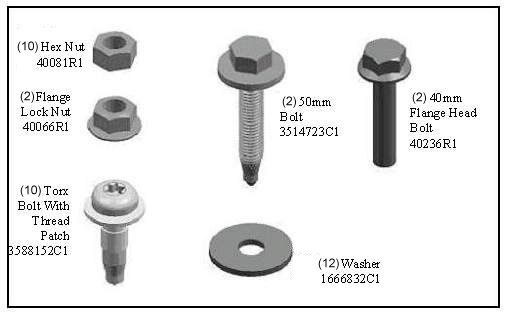 (10) Hex Nut
40081R1
(2) Flange
Lock Nut
40066R1
(10) Torx
Bolt With
Thread
Patch
3588152C1
(2) 50mm
Bolt
3514723C1
(2) 40mm
Flange Head
Bolt
40236R1
(12) Washer
1666832C1